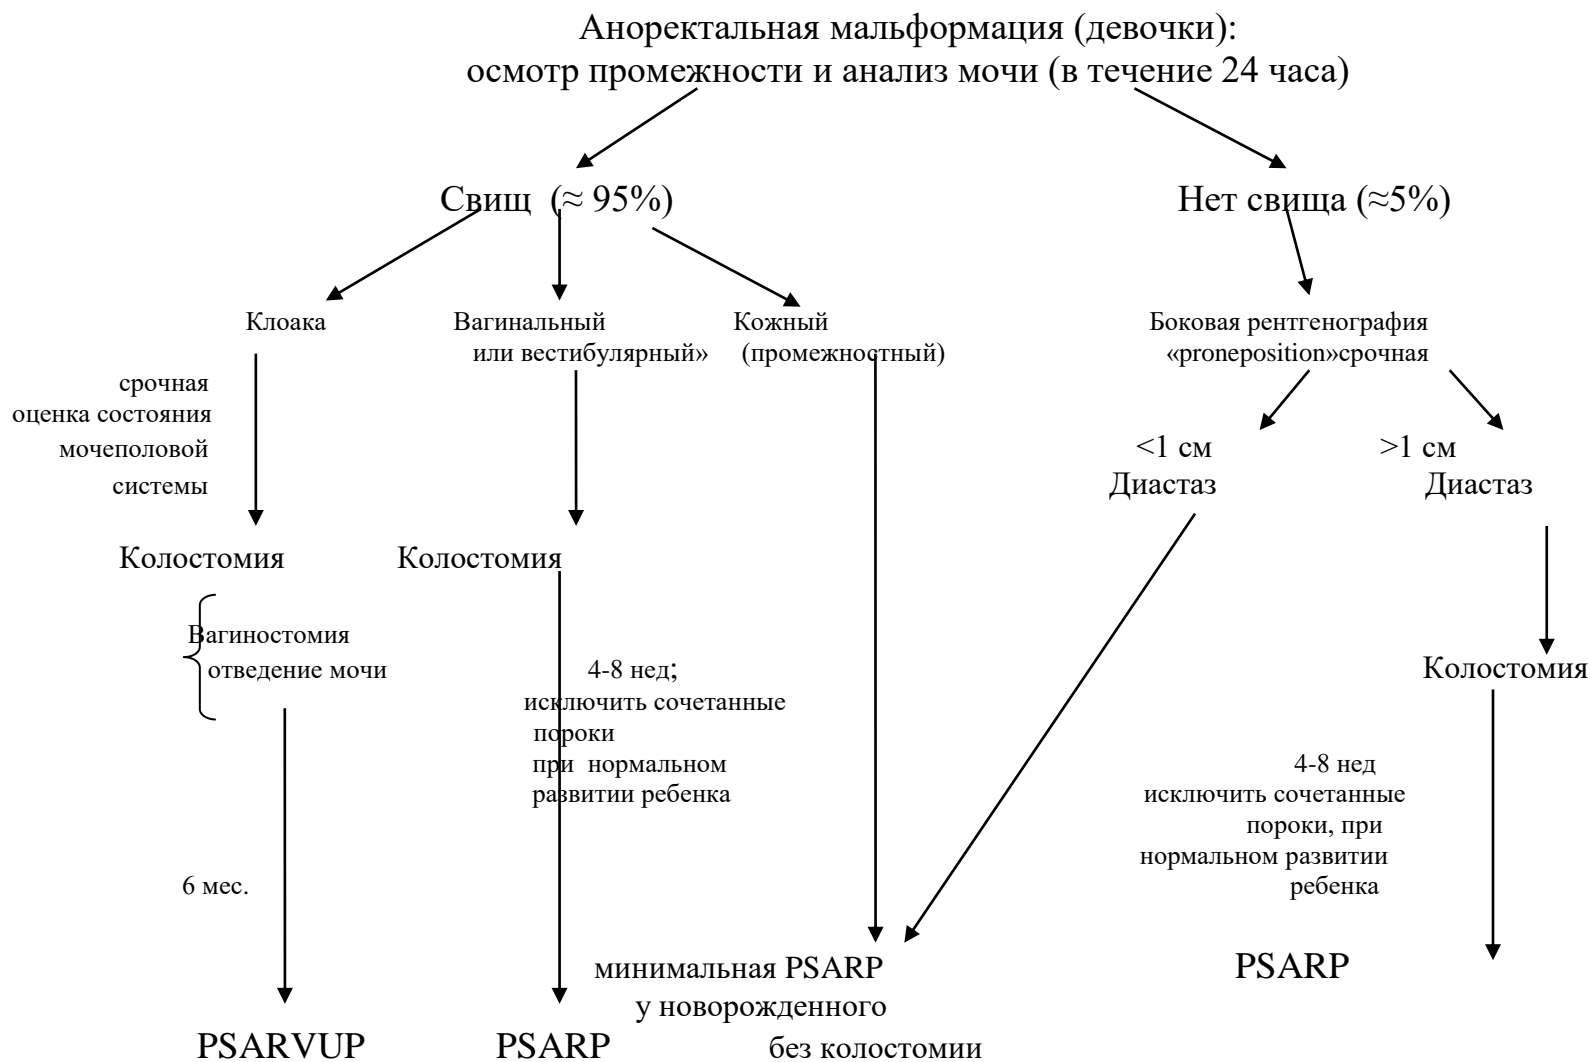 Аноректальная мальформация (девочки):
осмотр промежности и анализ мочи (в течение 24 часа)
Свищ (≈ 95%)
Нет свища (≈5%)
Клоака
Вагинальный
или вестибулярный»
Кожный
(промежностный)
Боковая рентгенография
«proneposition»срочная
срочная
оценка состояния
мочеполовой
системы
<1 см
Диастаз
>1 см
Диастаз
Колостомия
Колостомия
Вагиностомия
отведение мочи
4-8 нед;
исключить сочетанные
пороки
при нормальном
развитии ребенка
Колостомия
4-8 нед
исключить сочетанные
пороки, при
нормальном развитии
ребенка
6 мес.
минимальная PSARP
у новорожденного
без колостомии
PSARP
PSARVUP
PSARP